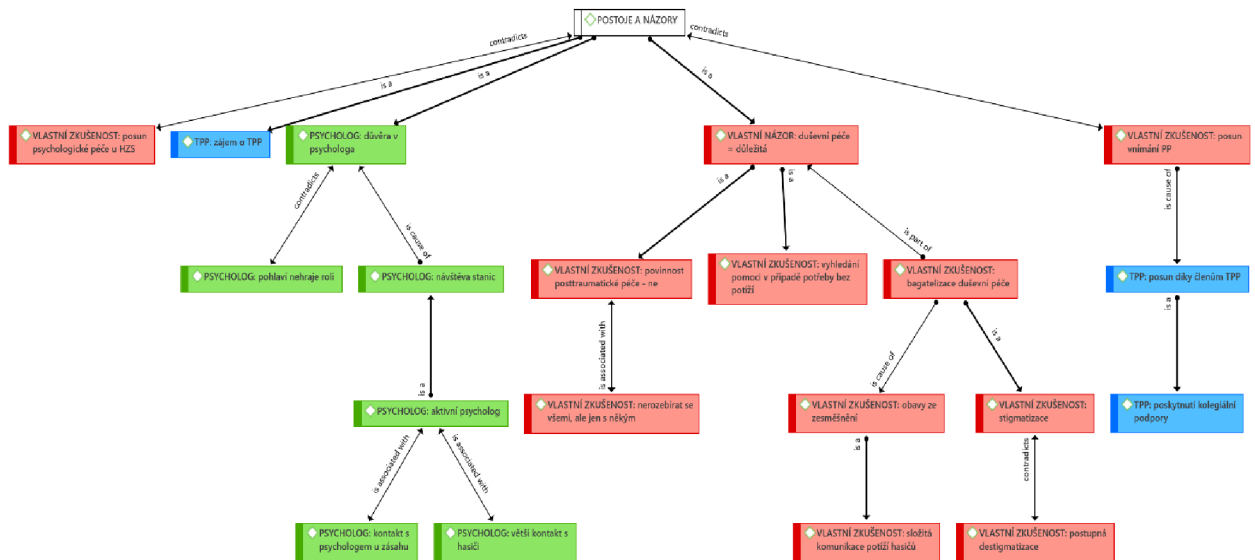 POSTOJE A NÁZORY
contradicts
is a
is a
is a
contradicts
VLASTNÍ ZKUŠENOST: posun
psychologické péče u HZS
TPP: zájem o TPP
PSYCHOLOG: důvěra v
psychologa
VLASTNÍ NÁZOR: duševní péče
= důležitá
VLASTNÍ ZKUŠENOST: posun
vnímání PP
contradicts
is cause of
is a
is a
is part of
is cause of
PSYCHOLOG: pohlaví nehraje roli
PSYCHOLOG: návštěva stanic
VLASTNÍ ZKUŠENOST: povinnost
posttraumatické péče – ne
VLASTNÍ ZKUŠENOST: vyhledání
pomoci v případě potřeby bez
potíží
VLASTNÍ ZKUŠENOST:
bagatelizace duševní péče
TPP: posun díky členům TPP
is a
is associated with
is cause of
is a
is a
PSYCHOLOG: aktivní psycholog
VLASTNÍ ZKUŠENOST: nerozebírat se
všemi, ale jen s někým
VLASTNÍ ZKUŠENOST: obavy ze
zesměšnění
VLASTNÍ ZKUŠENOST:
stigmatizace
TPP: poskytnutí kolegiální
podpory
is associated with
is associated with
is a
contradicts
PSYCHOLOG: kontakt s
psychologem u zásahu
PSYCHOLOG: větší kontakt s
hasiči
VLASTNÍ ZKUŠENOST: složitá
komunikace potíží hasičů
VLASTNÍ ZKUŠENOST: postupná
destigmatizace